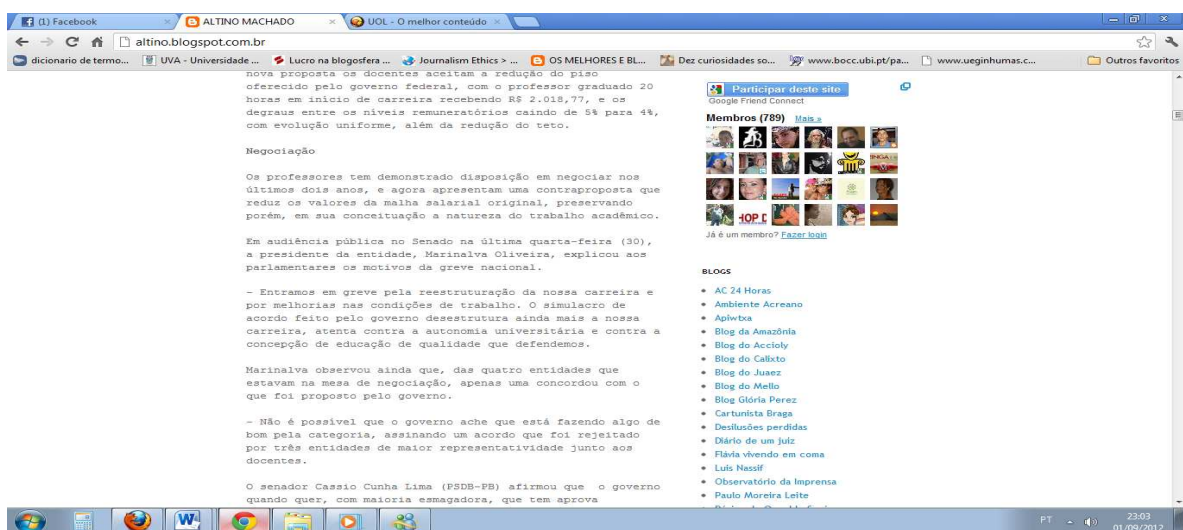 (1) Facebook
ALTINO MACHADO
UOL - O melhor conteúdo
altino.blogspot.com.br
dicionario de termo...
UVA - Universidade ...
Lucro na blogosfera ...
Journalism Ethics > ...
OS MELHORES E BL...
Dez curiosidades so...
www.bocc.ubi.pt/pa...
www.ueginhumas.c...
Outros favoritos
nova proposta os docentes aceitam a redução do piso
oferecido pelo governo federal, com o professor graduado 20
horas em início de carreira recebendo R$ 2.018,77, e os
degraus entre os níveis remuneratórios caindo de 5% para 4%,
com evolução uniforme, além da redução do teto.
Negociação
Os professores tem demonstrado disposição em negociar nos
últimos dois anos, e agora apresentam uma contraproposta que
reduz os valores da malha salarial original, preservando
porém, em sua conceituação a natureza do trabalho acadêmico.
Em audiência pública no Senado na última quarta-feira (30),
a presidente da entidade, Marinalva Oliveira, explicou aos
parlamentares os motivos da greve nacional.
- Entramos em greve pela reestruturação da nossa carreira e
por melhorias nas condições de trabalho. O simulacro de
acordo feito pelo governo desestrutura ainda mais a nossa
carreira, atenta contra a autonomia universitária e contra a
concepção de educação de qualidade que defendemos.
Marinalva observou ainda que, das quatro entidades que
estavam na mesa de negociação, apenas uma concordou com o
que foi proposto pelo governo.
- Não é possível que o governo ache que está fazendo algo de
bom pela categoria, assinando um acordo que foi rejeitado
por três entidades de maior representatividade junto aos
docentes.
O senador Cassio Cunha Lima (PSDB-PB) afirmou que o governo
quando quer, com maioria esmagadora, que tem aprova
Participar deste site
Google Friend Connect
Membros (789) Mais »
HOP D
Já é um membro? Fazer login
BLOGS
AC 24 Horas
Ambiente Acreano
Apiwtxa
Blog da Amazônia
Blog do Accioly
Blog do Calixto
Blog do Juaez
Blog do Mello
Blog Glória Perez
Cartunista Braga
Desilusões perdidas
Diário de um juiz
Flávia vivendo em coma
Luis Nassif
Observatório da Imprensa
Paulo Moreira Leite
PT
23:03
01/09/2012